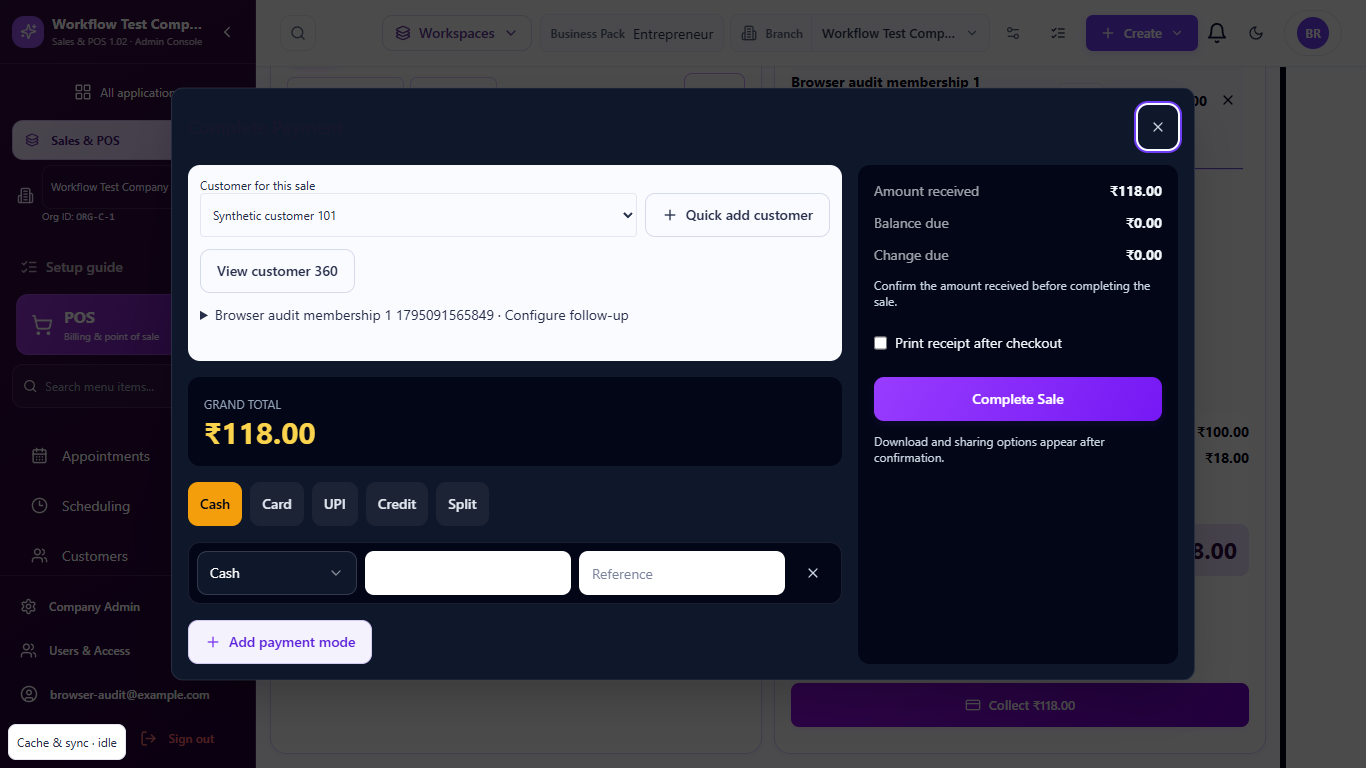 Workflow Test Comp...
Sales & POS 1.02 · Admin Console
Workspaces
Business Pack Entrepreneur
Branch Workflow Test Comp...
Create
BR
All application
Sales & POS
Workflow Test Company
Org ID: ORG-C-1
Setup guide
POS
Billing & point of sale
Search menu items...
Appointments
Scheduling
Customers
Company Admin
Users & Access
browser-audit@example.com
Cache & sync · idle
Sign out
Browser audit membership 1
Customer for this sale
Synthetic customer 101
Quick add customer
View customer 360
Browser audit membership 1 1795091565849 · Configure follow-up
GRAND TOTAL
₹118.00
Cash
Card
UPI
Credit
Split
Cash
Reference
Add payment mode
Amount received ₹118.00
Balance due ₹0.00
Change due ₹0.00
Confirm the amount received before completing the
sale.
Print receipt after checkout
Complete Sale
Download and sharing options appear after
confirmation.
₹100.00
₹18.00
8.00
Collect ₹118.00